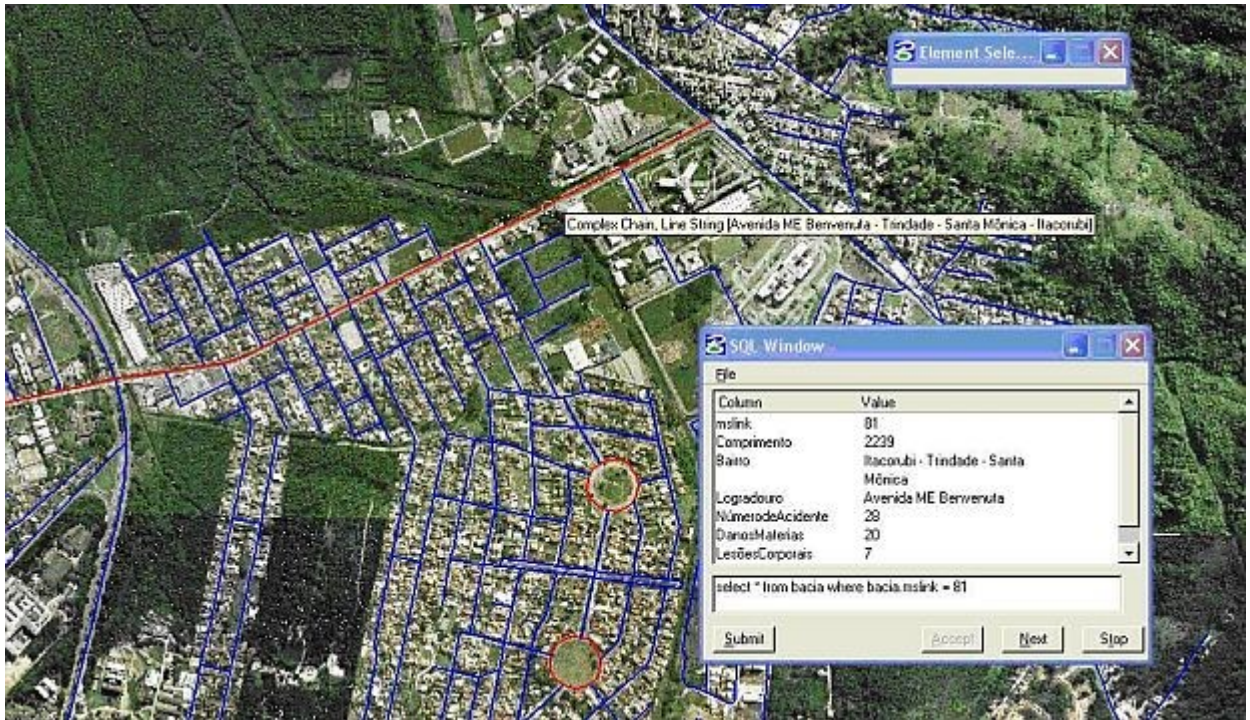 Element Sele...
Complex Chain, Line String [Avenida ME Benvenuta - Trindade - Santa Mônica - Itacorubi]
SQL Window
File
Column Value
mslink 81
Comprimento 2239
Bairro Itacorubi - Trindade - Santa
Mônica
Logradouro Avenida ME Benvenuta
NúmerodeAcidente 28
DanosMaterias 20
LesõesCorporais 7
select * from bacia where bacia.mslink = 81
Submit Accept Next Stop